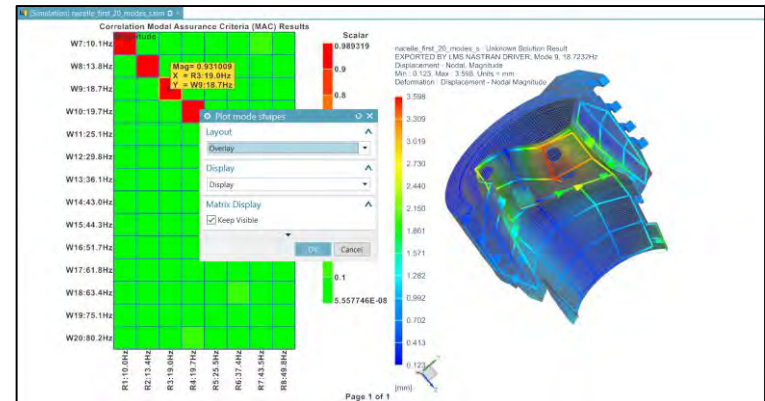 [Simulation] nacelle_first_20_modes_s.sim
Correlation Modal Assurance Criteria (MAC) Results
Magnitude
Scalar
W7:10.1Hz
W8:13.8Hz
W9:18.7Hz
W10:19.7Hz
W11:25.1Hz
W12:29.8Hz
W13:36.1Hz
W14:43.0Hz
W15:44.3Hz
W16:51.7Hz
W17:61.8Hz
W18:63.4Hz
W19:75.1Hz
W20:80.2Hz
Mag= 0.931009
X = R3:19.0Hz
Y = W9:18.7Hz
0.989319
0.9
0.8
0.1
5.557746E-08
Plot mode shapes
Layout
Overlay
Display
Display
Matrix Display
Keep Visible
OK
Cancel
R1:10.0Hz
R2:13.4Hz
R3:19.0Hz
R4:19.7Hz
R5:25.5Hz
R6:37.4Hz
R7:43.5Hz
R8:49.8Hz
Page 1 of 1
nacelle_first_20_modes_s : Unknown Solution Result
EXPORTED BY LMS NASTRAN DRIVER, Mode 9, 18.7232Hz
Displacement - Nodal, Magnitude
Min : 0.123, Max : 3.598, Units = mm
Deformation : Displacement - Nodal Magnitude
3.598
3.309
3.019
2.730
2.440
2.150
1.861
1.571
1.282
0.992
0.702
0.413
0.123
[mm]